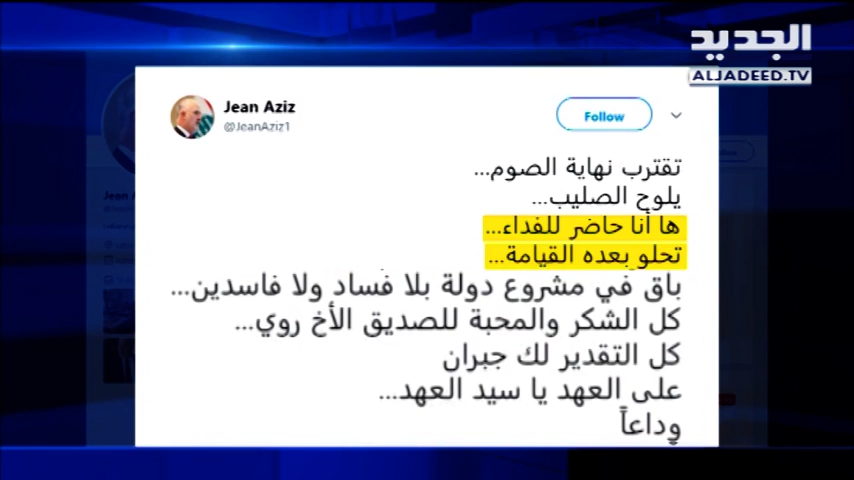 الجديد
ALJADEED.TV
Jean Aziz
@JeanAziz1
Follow
تقترب نهاية الصوم...
يلوح الصليب...
ها أنا حاضر للفداء...
تحلو بعده القيامة...
باق في مشروع دولة بلا فساد ولا فاسدين...
كل الشكر والمحبة للصديق الأخ روي...
كل التقدير لك جبران
على العهد يا سيد العهد...
وداعاً